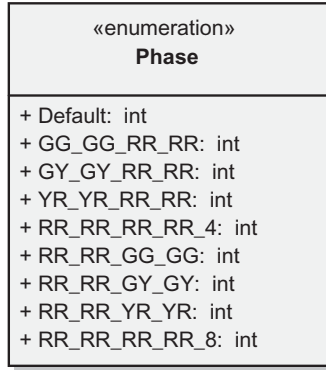 «enumeration»
Phase
+ Default: int
+ GG_GG_RR_RR: int
+ GY_GY_RR_RR: int
+ YR_YR_RR_RR: int
+ RR_RR_RR_RR_4: int
+ RR_RR_GG_GG: int
+ RR_RR_GY_GY: int
+ RR_RR_YR_YR: int
+ RR_RR_RR_RR_8: int